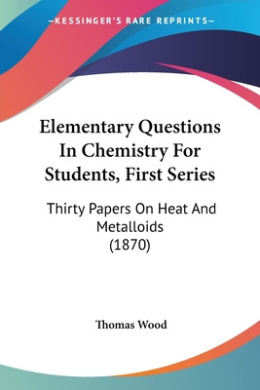 KESSINGER'S RARE REPRINTS
Elementary Questions
In Chemistry For
Students, First Series
Thirty Papers On Heat And
Metalloids
(1870)
Thomas Wood